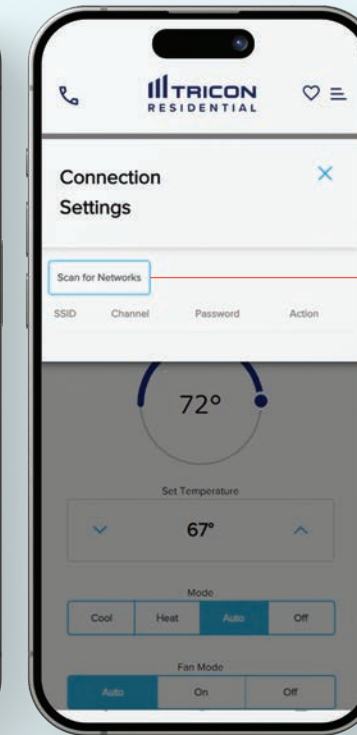 TRICON
RESIDENTIAL
Connection
Settings
Scan for Networks
SSID Channel Password Action
72°
Set Temperature
67°
Mode
Cool Heat Auto Off
Fan Mode
Auto On Off